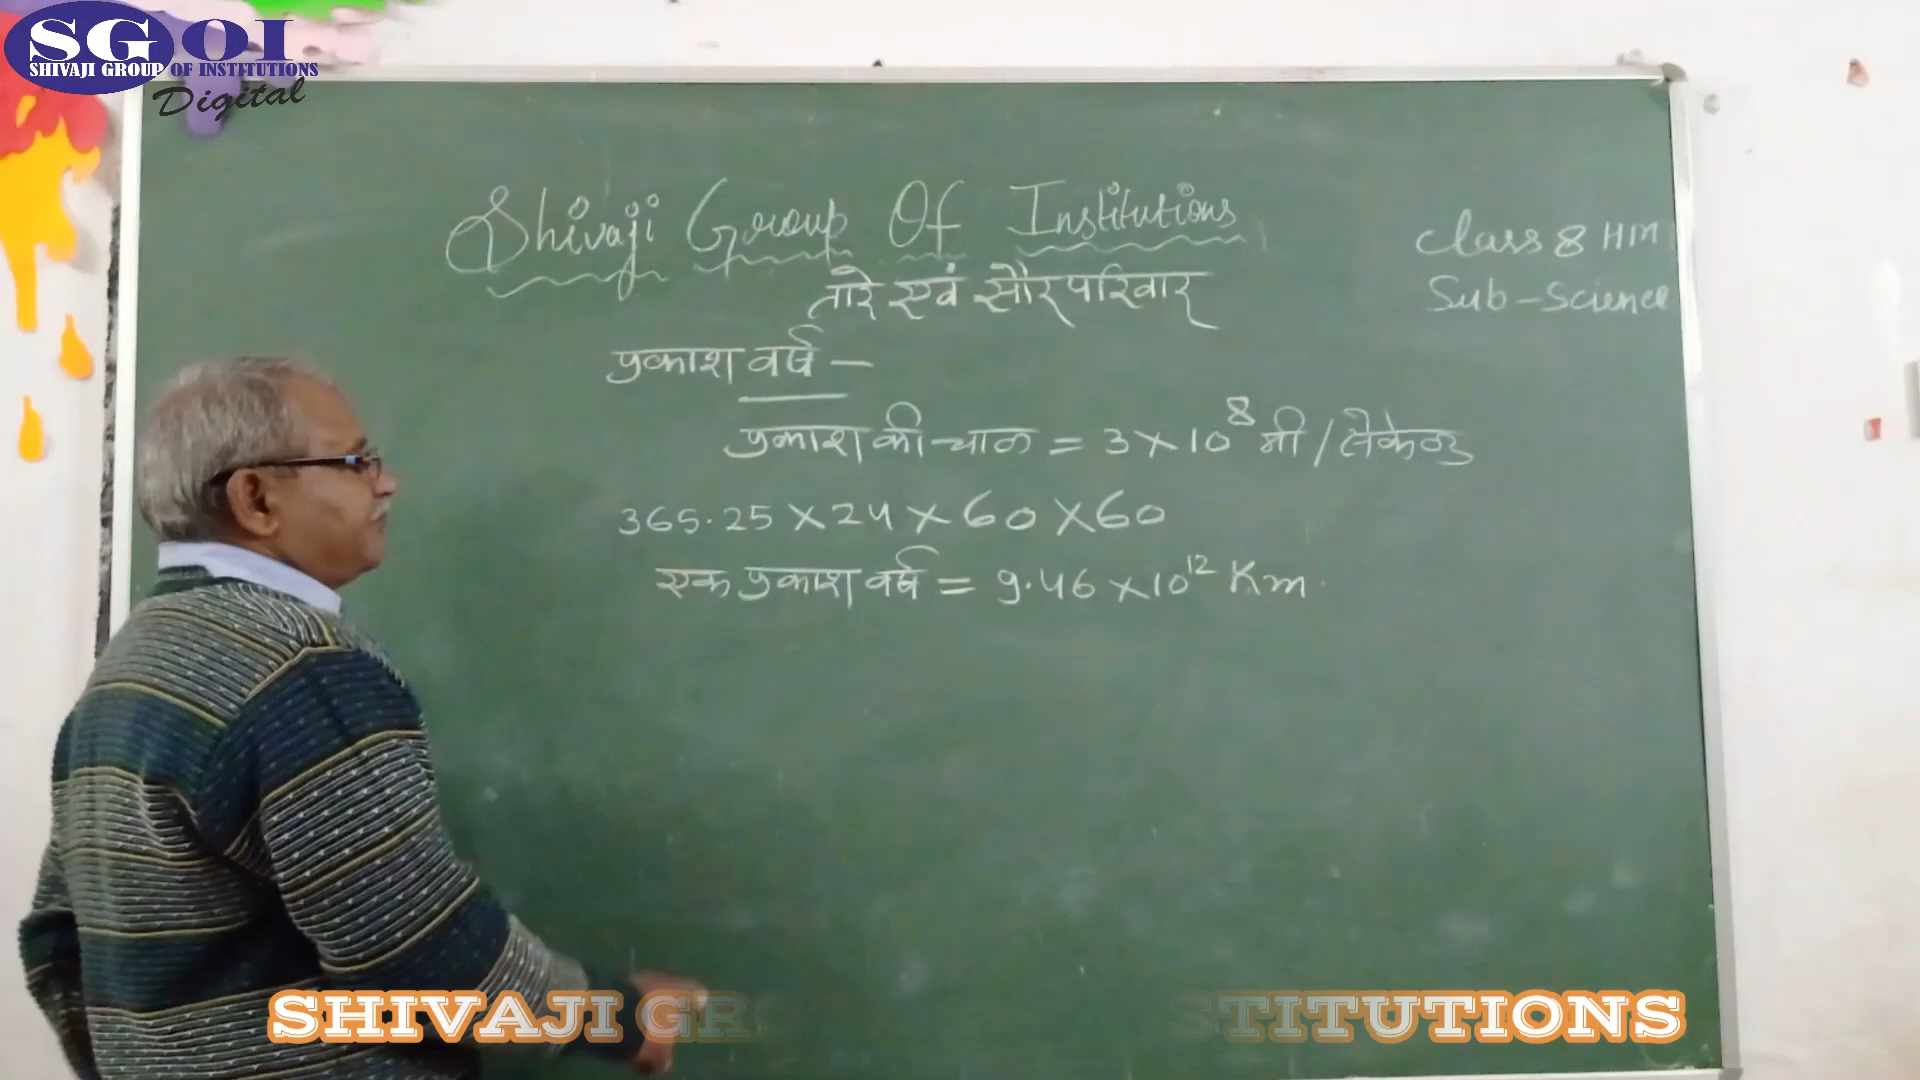 SGOI
SHIVAJI GROUP OF INSTITUTIONS
Digital
Shivaji Group Of Institutions
Class 8 HM
तारे एवं सौर परिवार
Sub-Science
प्रकाश वर्ष –
प्रकाश की चाल = 3×10⁸ मी/सेकेण्ड
365.25×24×60×60
एक प्रकाश वर्ष = 9.46×10¹² Km.
SHIVAJI GR STITUTIONS